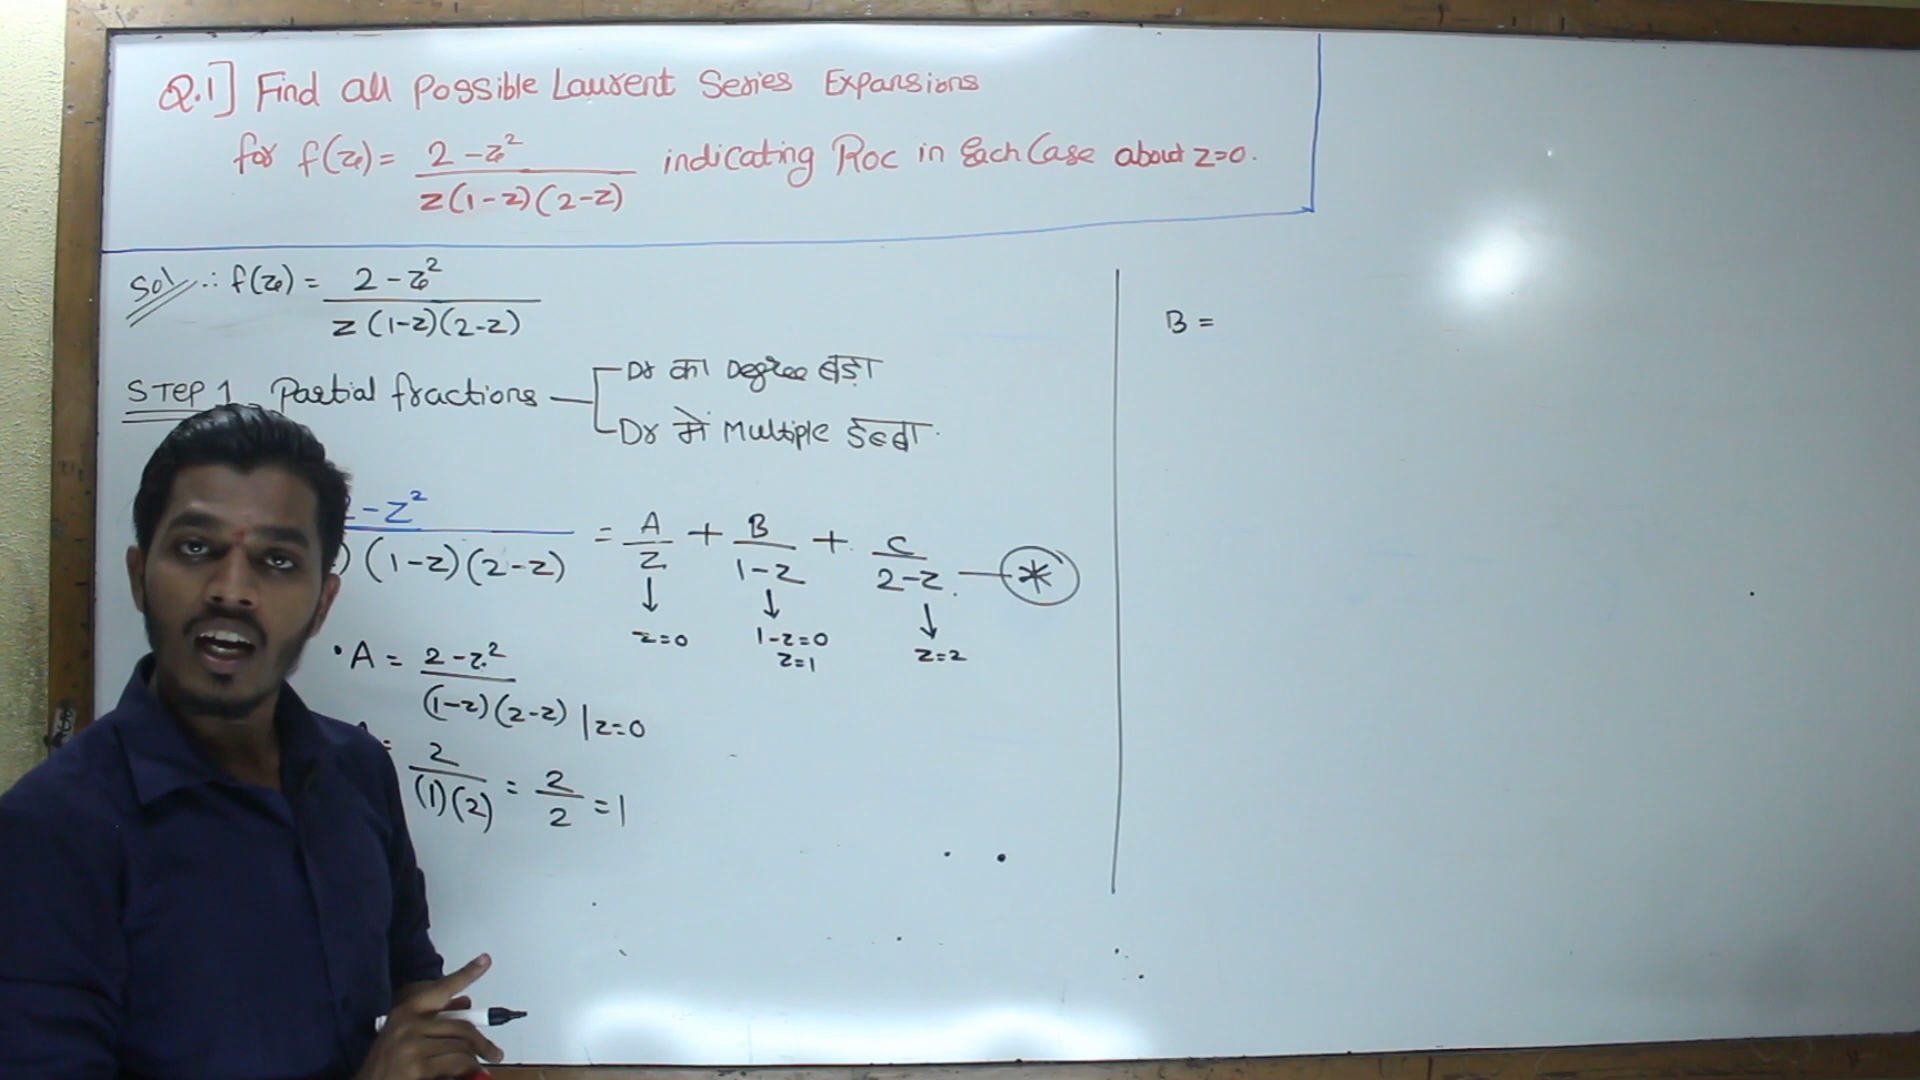 Q.1] Find all possible Laurent Series Expansions
for f(z) = 2-z² / z(1-z)(2-z) indicating ROC in Each Case about z=0.
Sol ∴ f(z) = 2-z² / z(1-z)(2-z)
STEP 1 Partial fractions
Dr का Degree बड़ा
Dr में Multiple डब्बा.
2-z² / ) (1-z)(2-z) = A/z + B/1-z + C/2-z. — *
↓ z=0
↓ 1-z=0
z=1
↓ z=2
• A = 2-z² / (1-z)(2-z) | z=0
= 2 / (1)(2) = 2/2 = 1
B =